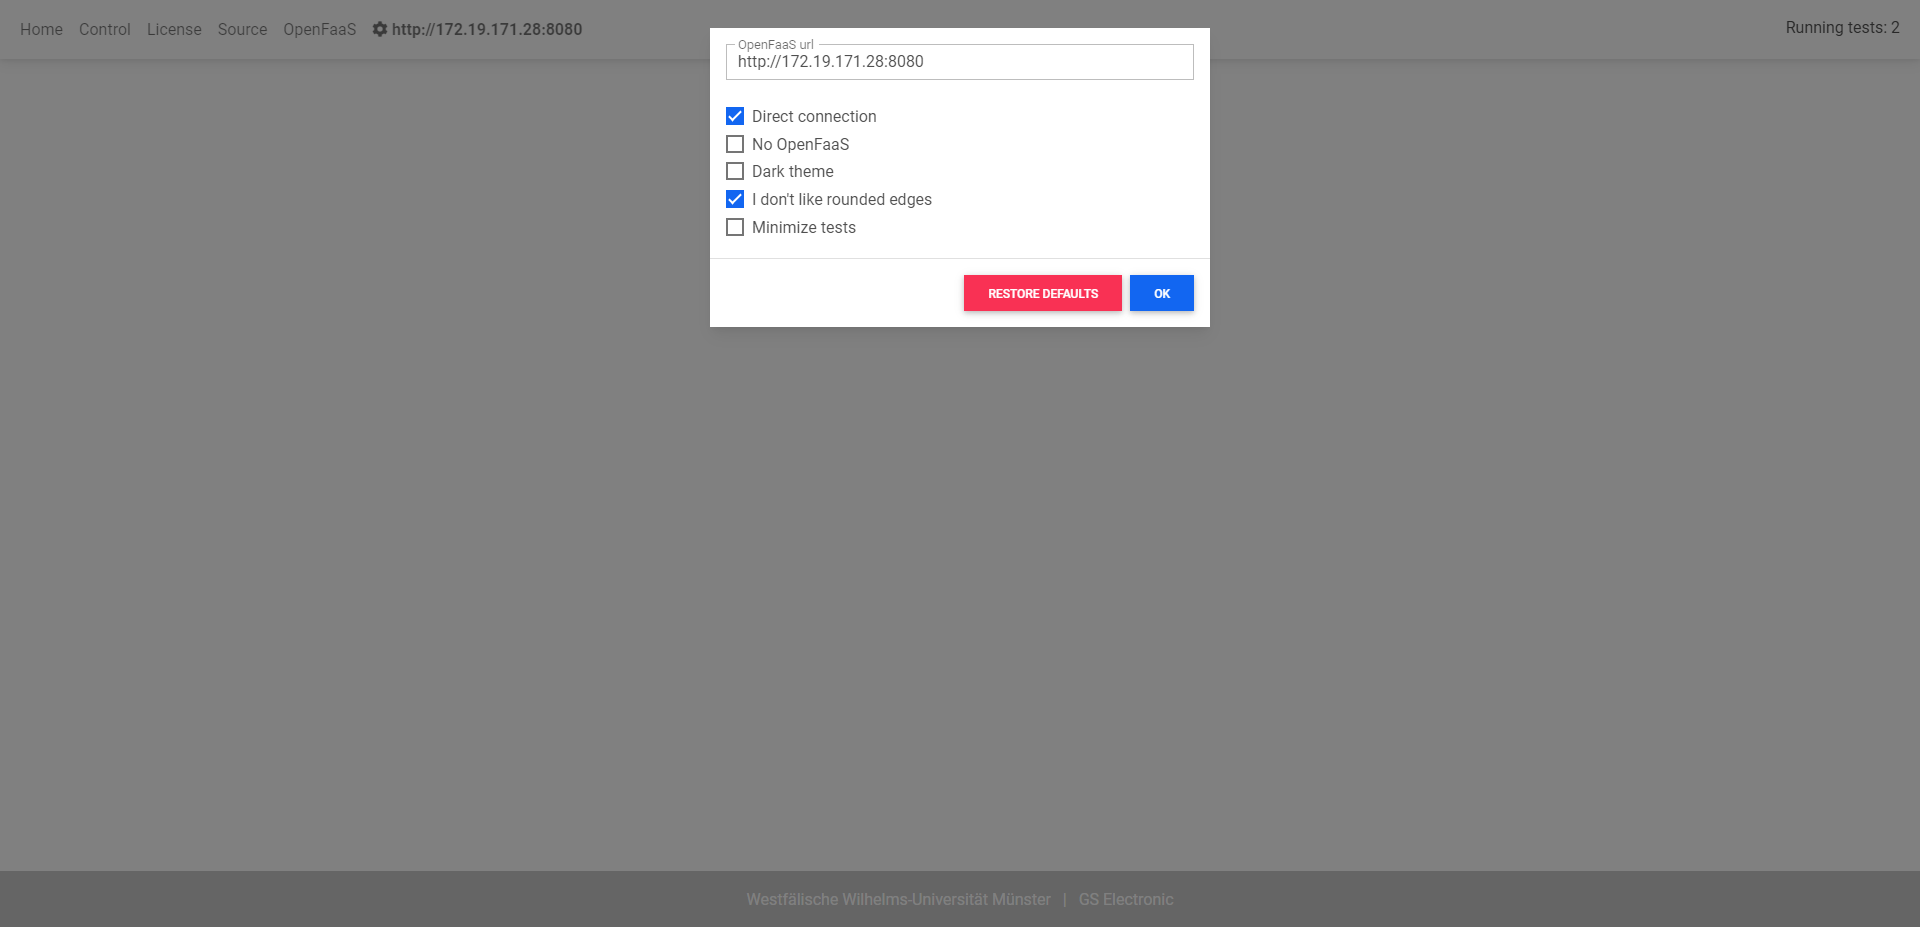 Home Control License Source OpenFaaS http://172.19.171.28:8080 Running tests: 2
OpenFaaS url
http://172.19.171.28:8080
Direct connection
No OpenFaaS
Dark theme
I don't like rounded edges
Minimize tests
RESTORE DEFAULTS OK
Westfälische Wilhelms-Universität Münster | GS Electronic